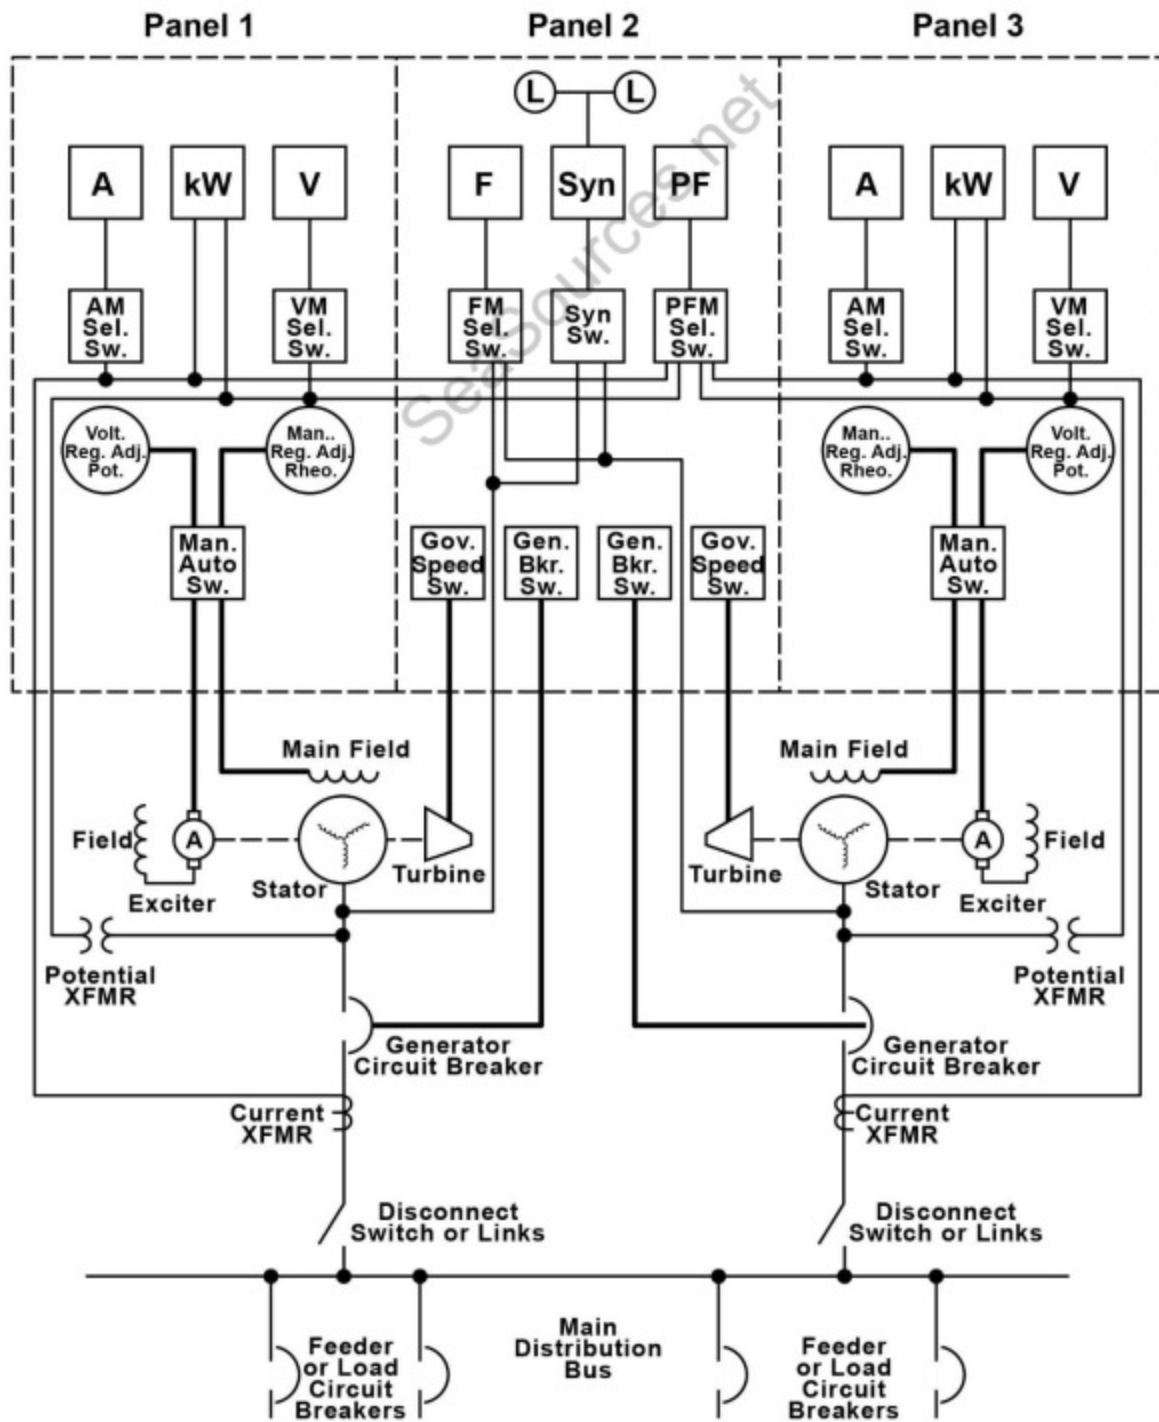 Panel 1
Panel 2
Panel 3
L
L
A
kW
V
F
Syn
PF
A
kW
V
AM
Sel.
Sw.
VM
Sel.
Sw.
FM
Sel.
Sw.
Syn
Sw.
PFM
Sel.
Sw.
AM
Sel.
Sw.
VM
Sel.
Sw.
SeaSources.net
Volt.
Reg. Adj.
Pot.
Man..
Reg. Adj.
Rheo.
Man..
Reg. Adj.
Rheo.
Volt.
Reg. Adj.
Pot.
Man.
Auto
Sw.
Gov.
Speed
Sw.
Gen.
Bkr.
Sw.
Gen.
Bkr.
Sw.
Gov.
Speed
Sw.
Man.
Auto
Sw.
Main Field
Main Field
Field
A
Exciter
Stator
Turbine
Turbine
Stator
A
Exciter
Field
Potential
XFMR
Potential
XFMR
Generator
Circuit Breaker
Generator
Circuit Breaker
Current
XFMR
Current
XFMR
Disconnect
Switch or Links
Disconnect
Switch or Links
Feeder
or Load
Circuit
Breakers
Main
Distribution
Bus
Feeder
or Load
Circuit
Breakers